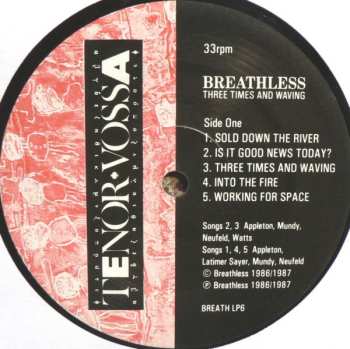 TENOR·VOSSA
33rpm
BREATHLESS
THREE TIMES AND WAVING
Side One
1. SOLD DOWN THE RIVER
2. IS IT GOOD NEWS TODAY?
3. THREE TIMES AND WAVING
4. INTO THE FIRE
5. WORKING FOR SPACE
Songs 2, 3 Appleton, Mundy,
Neufeld, Watts
Songs 1, 4, 5 Appleton,
Latimer Sayer, Mundy, Neufeld
© Breathless 1986/1987
℗ Breathless 1986/1987
BREATH LP6